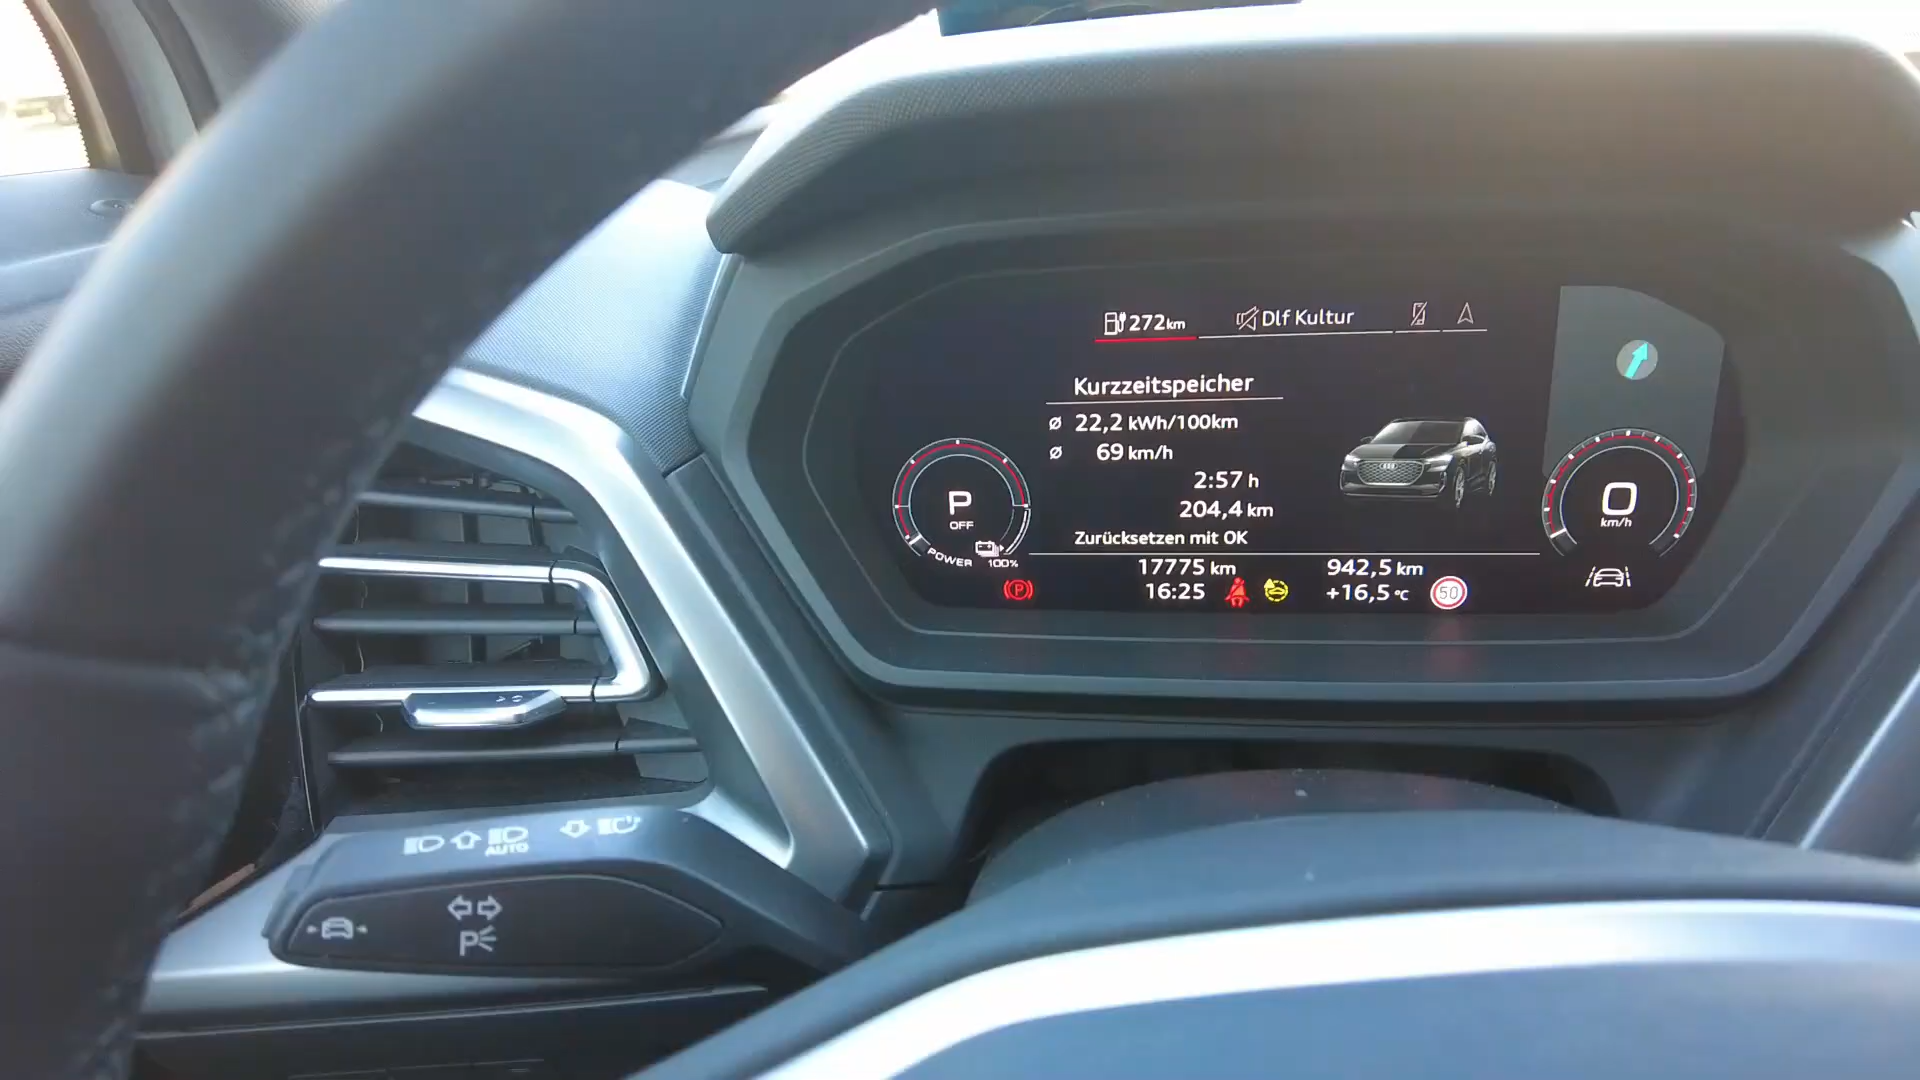 272km
Dlf Kultur
Kurzzeitspeicher
ø 22,2 kWh/100km
ø 69 km/h
2:57 h
204,4 km
Zurücksetzen mit OK
P
OFF
POWER
100%
0
km/h
17775 km
942,5 km
P
16:25
+16,5 °C
50
AUTO
P